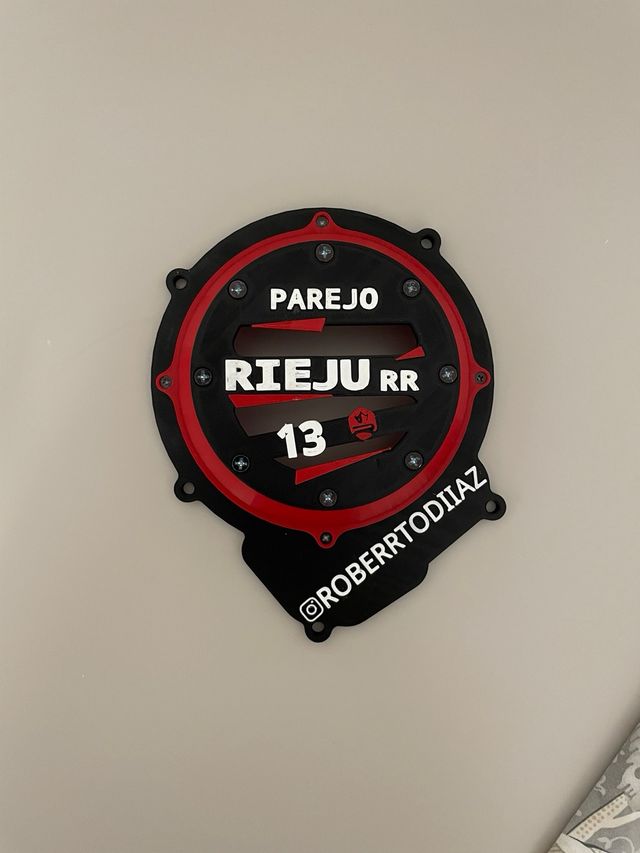 PAREJO
RIEJU RR
13
ROBERRTODIIAZ